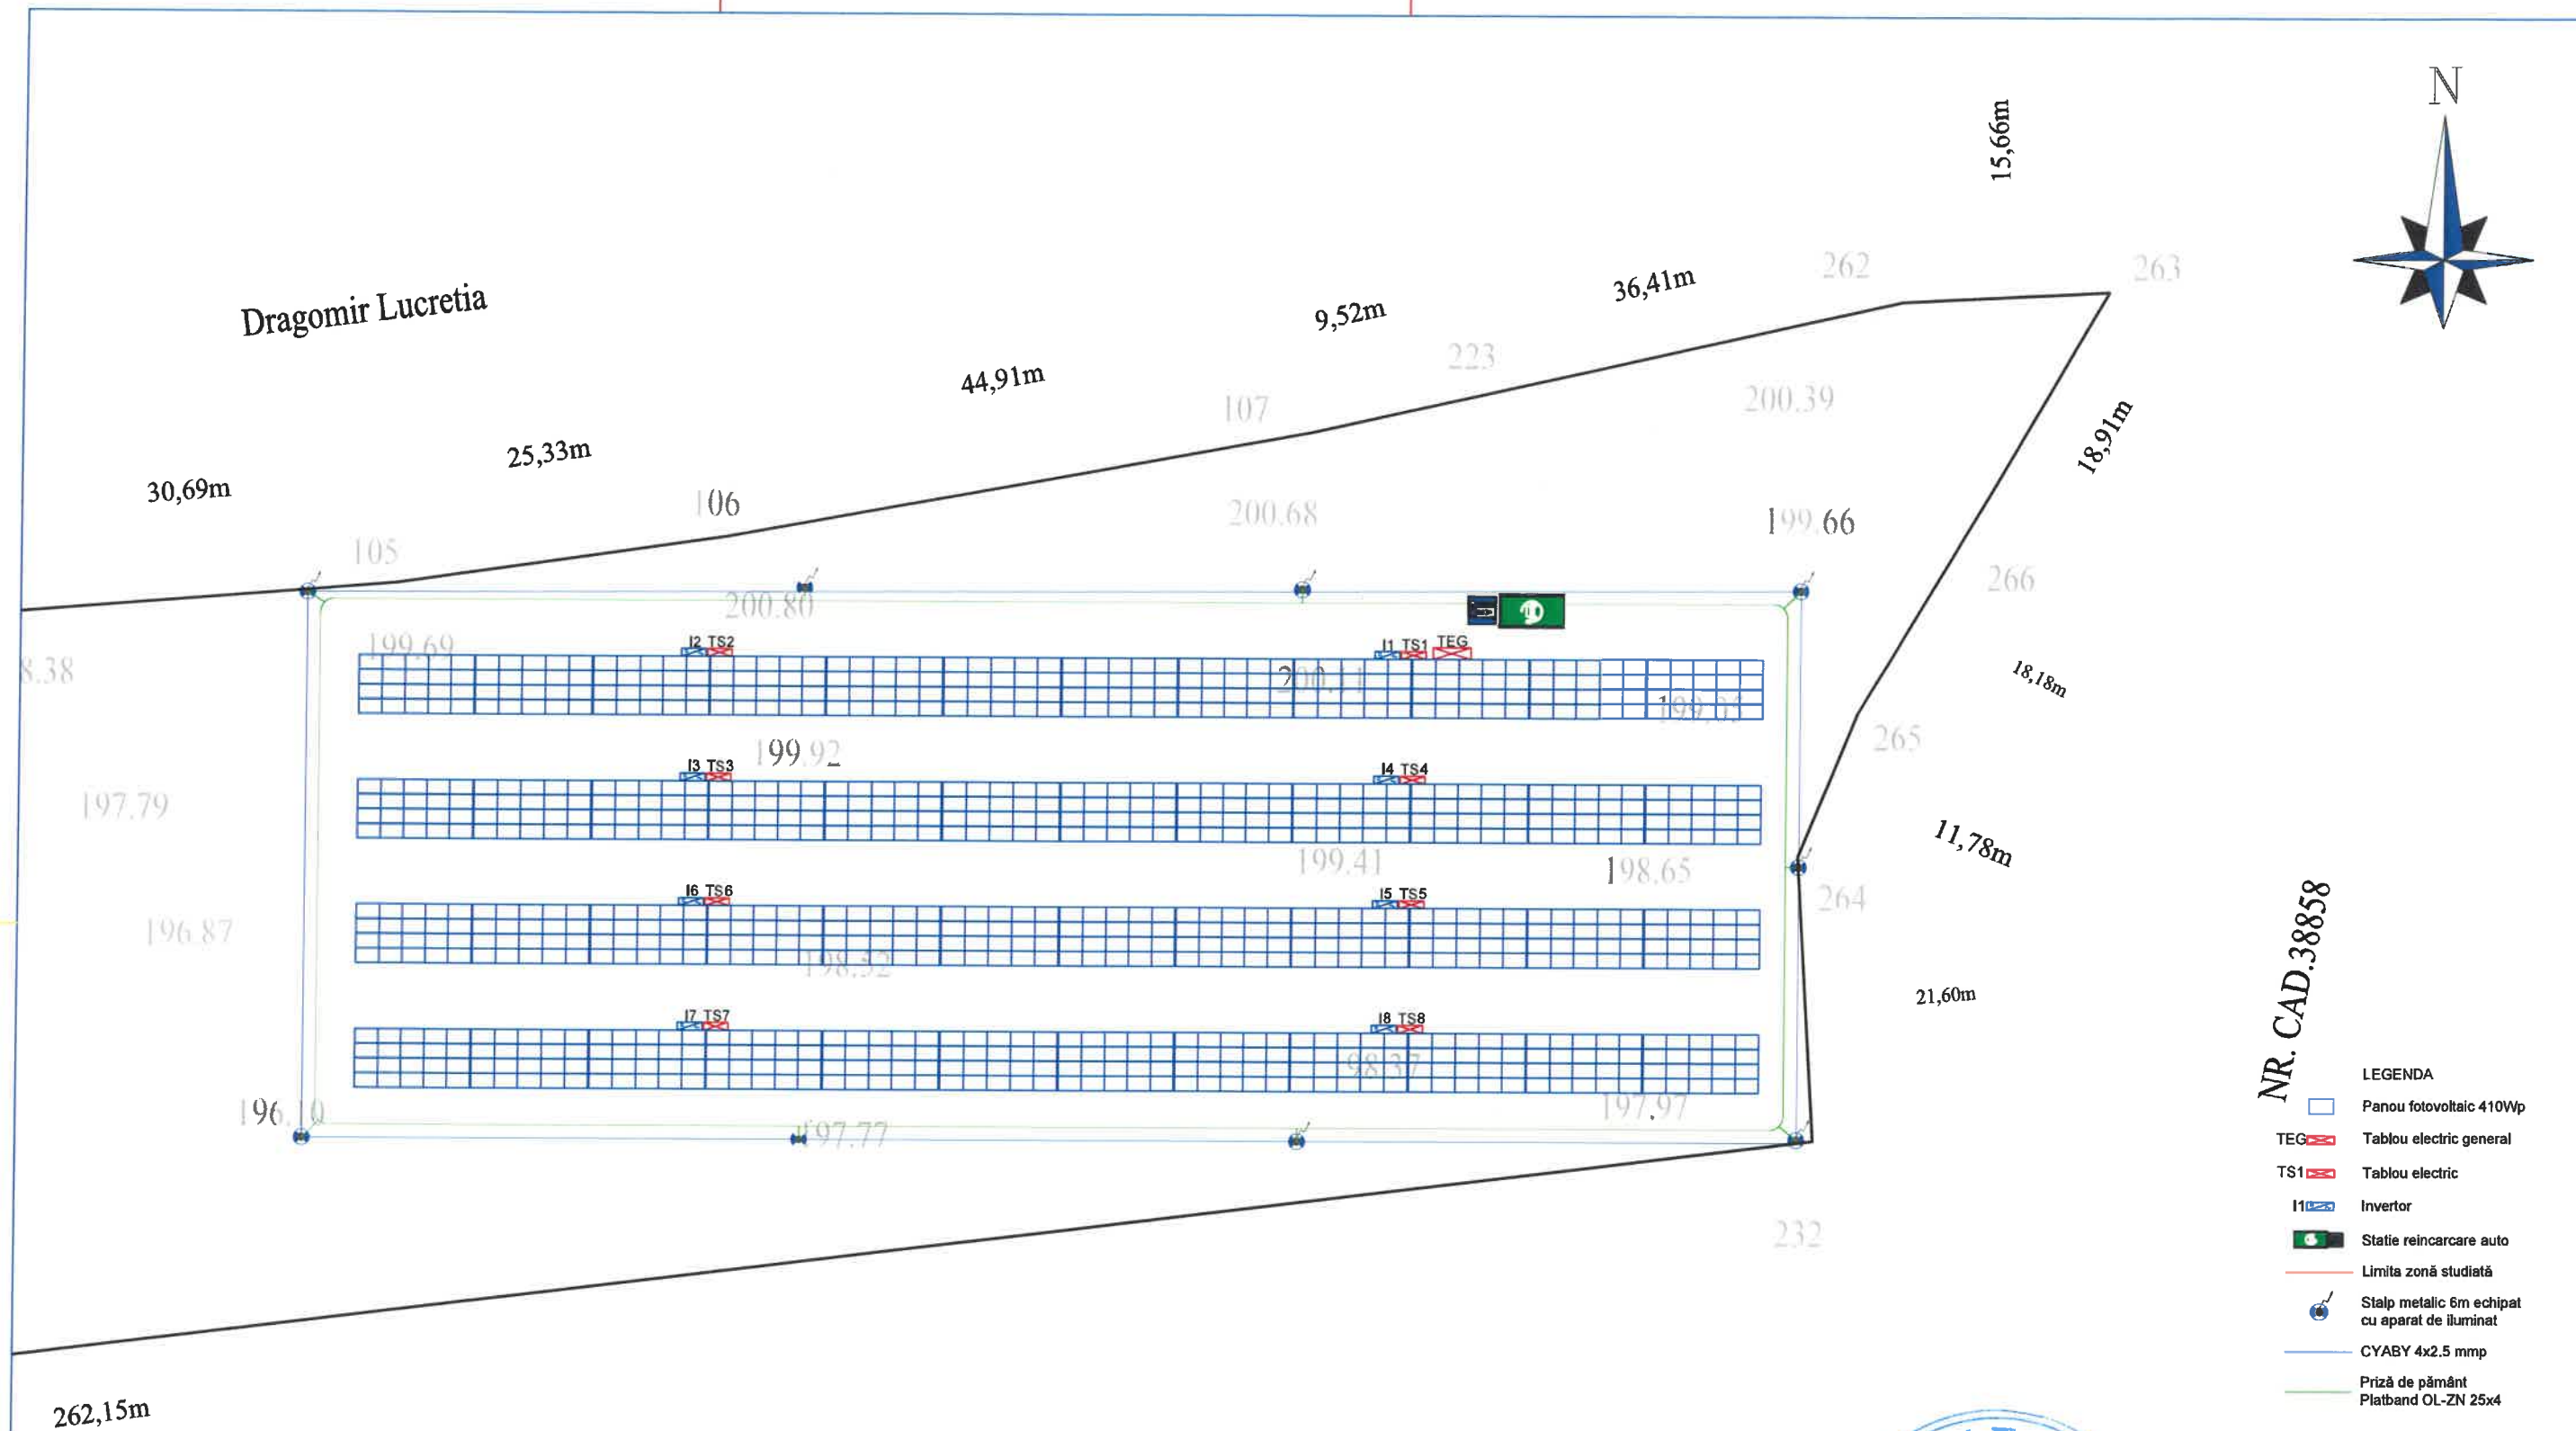 N
15,66m
262
263
36,41m
9,52m
Dragomir Lucretia
223
44,91m
107
200.39
18,91m
25,33m
30,69m
106
200.68
199.66
105
266
200.80
199.69
I2 TS2
I1 TS1 TEG
8.38
200.11
18,18m
265
199.92
I3 TS3
I4 TS4
197.79
11,78m
199.41
198.65
I6 TS6
I5 TS5
264
196.87
198.52
21,60m
NR. CAD.38858
I7 TS7
I8 TS8
98.37
196.10
197.97
197.77
232
262,15m
LEGENDA
Panou fotovoltaic 410Wp
TEG Tablou electric general
TS1 Tablou electric
I1 Invertor
Statie reincarcare auto
Limita zonă studiată
Stalp metalic 6m echipat
cu aparat de iluminat
CYABY 4x2.5 mmp
Priză de pământ
Platband OL-ZN 25x4